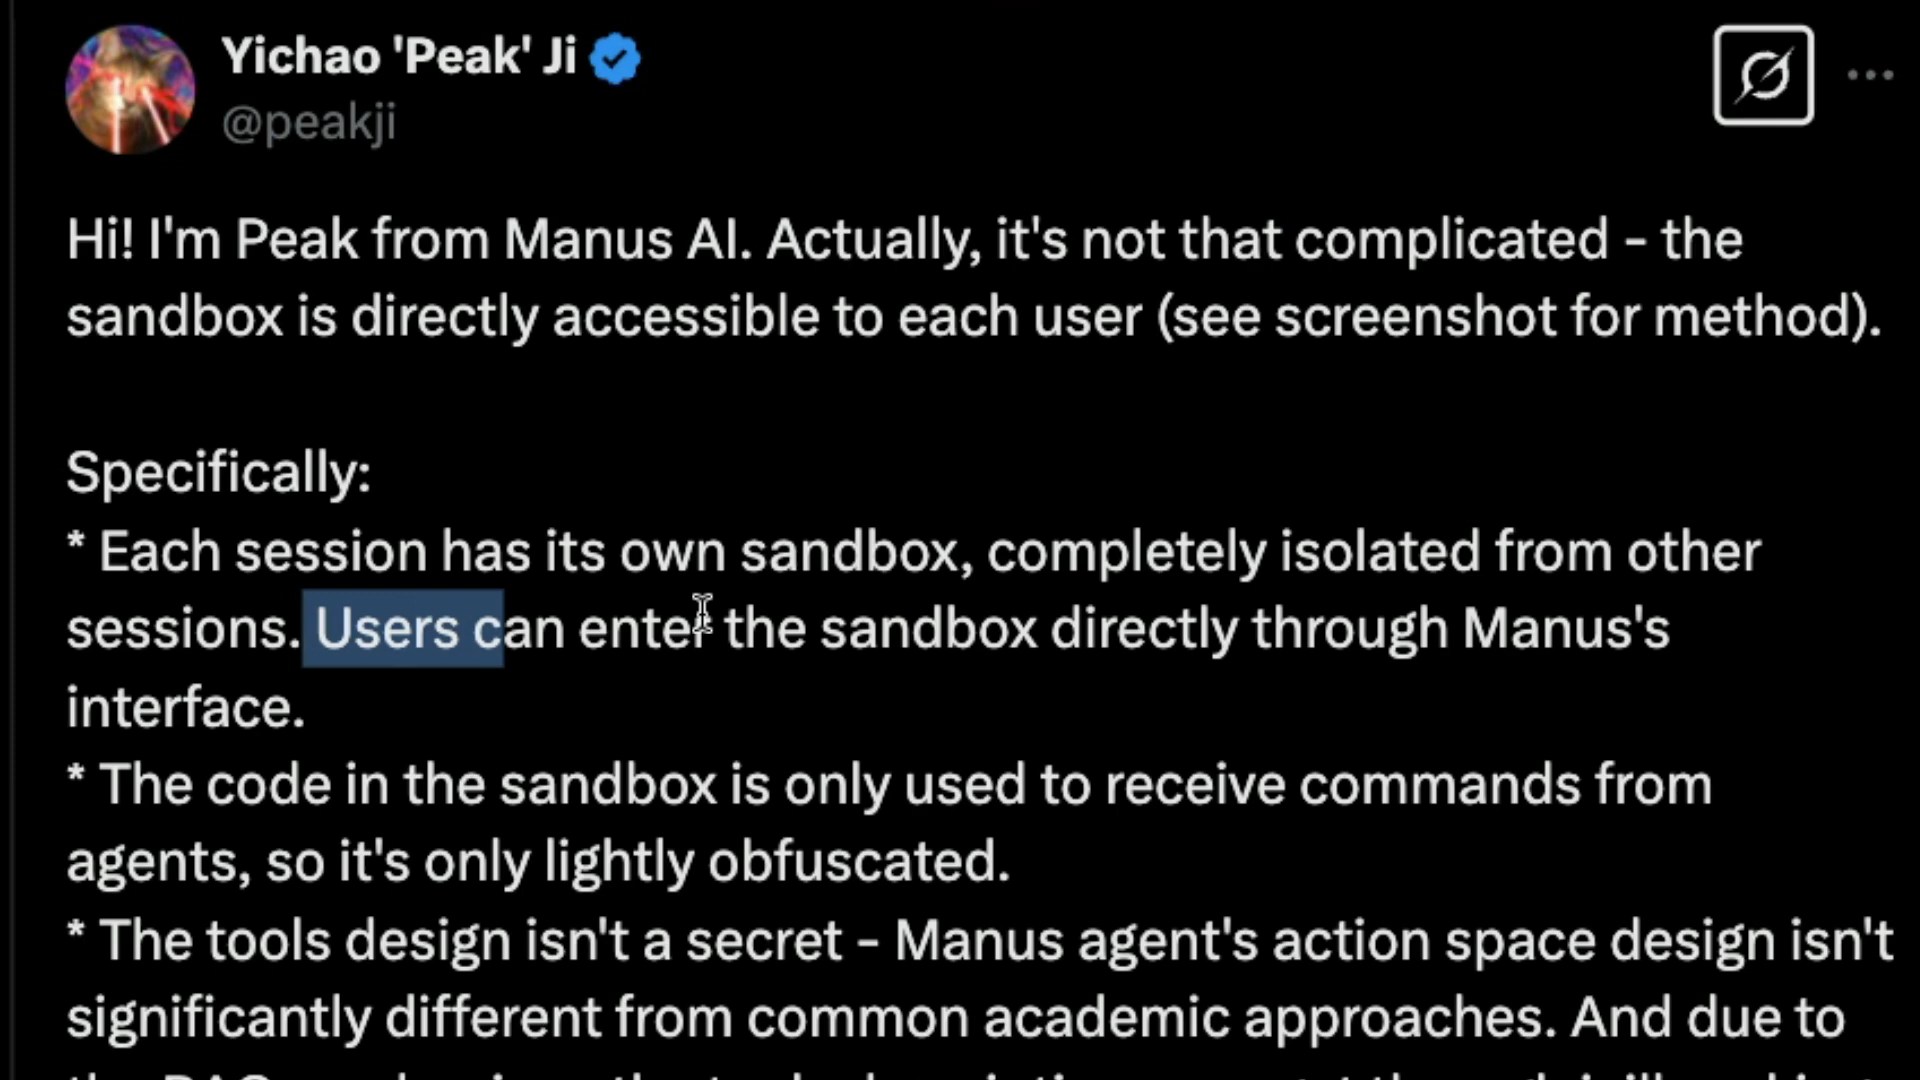 Yichao 'Peak' Ji
@peakji
Hi! I'm Peak from Manus AI. Actually, it's not that complicated - the
sandbox is directly accessible to each user (see screenshot for method).
Specifically:
* Each session has its own sandbox, completely isolated from other
sessions. Users can enter the sandbox directly through Manus's
interface.
* The code in the sandbox is only used to receive commands from
agents, so it's only lightly obfuscated.
* The tools design isn't a secret - Manus agent's action space design isn't
significantly different from common academic approaches. And due to